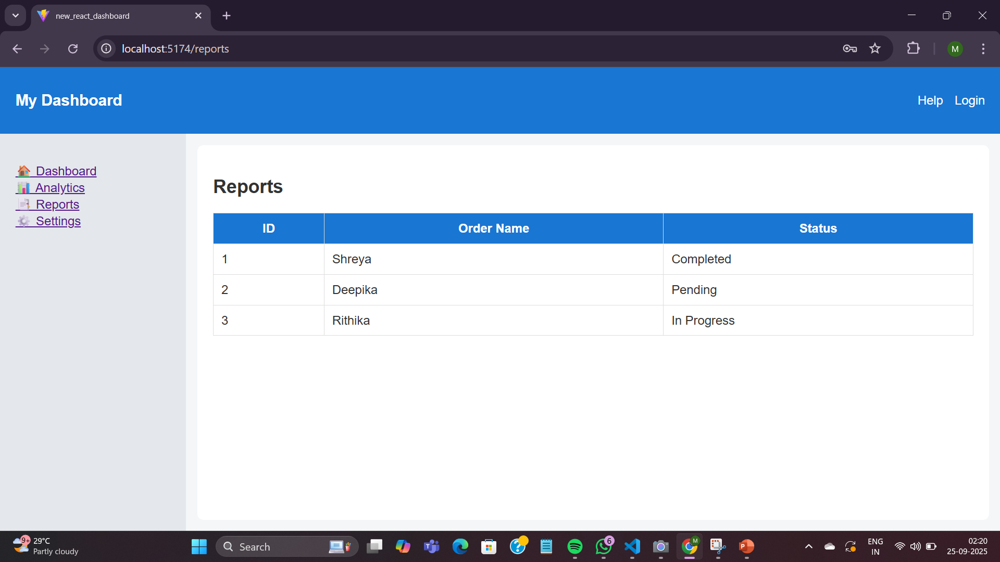 new_react_dashboard
localhost:5174/reports
M
My Dashboard
Help Login
🏠 Dashboard
📊 Analytics
📑 Reports
⚙️ Settings
Reports
ID Order Name Status
1 Shreya Completed
2 Deepika Pending
3 Rithika In Progress
9+
29°C
Partly cloudy
Search
6
M
ENG
IN
02:20
25-09-2025